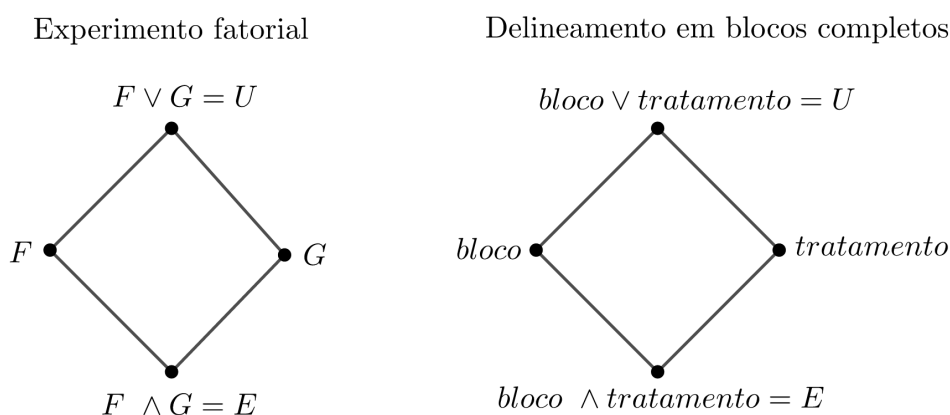 Experimento fatorial
F ∨ G = U
F
G
F ∧ G = E
Delineamento em blocos completos
bloco ∨ tratamento = U
bloco
tratamento
bloco ∧ tratamento = E